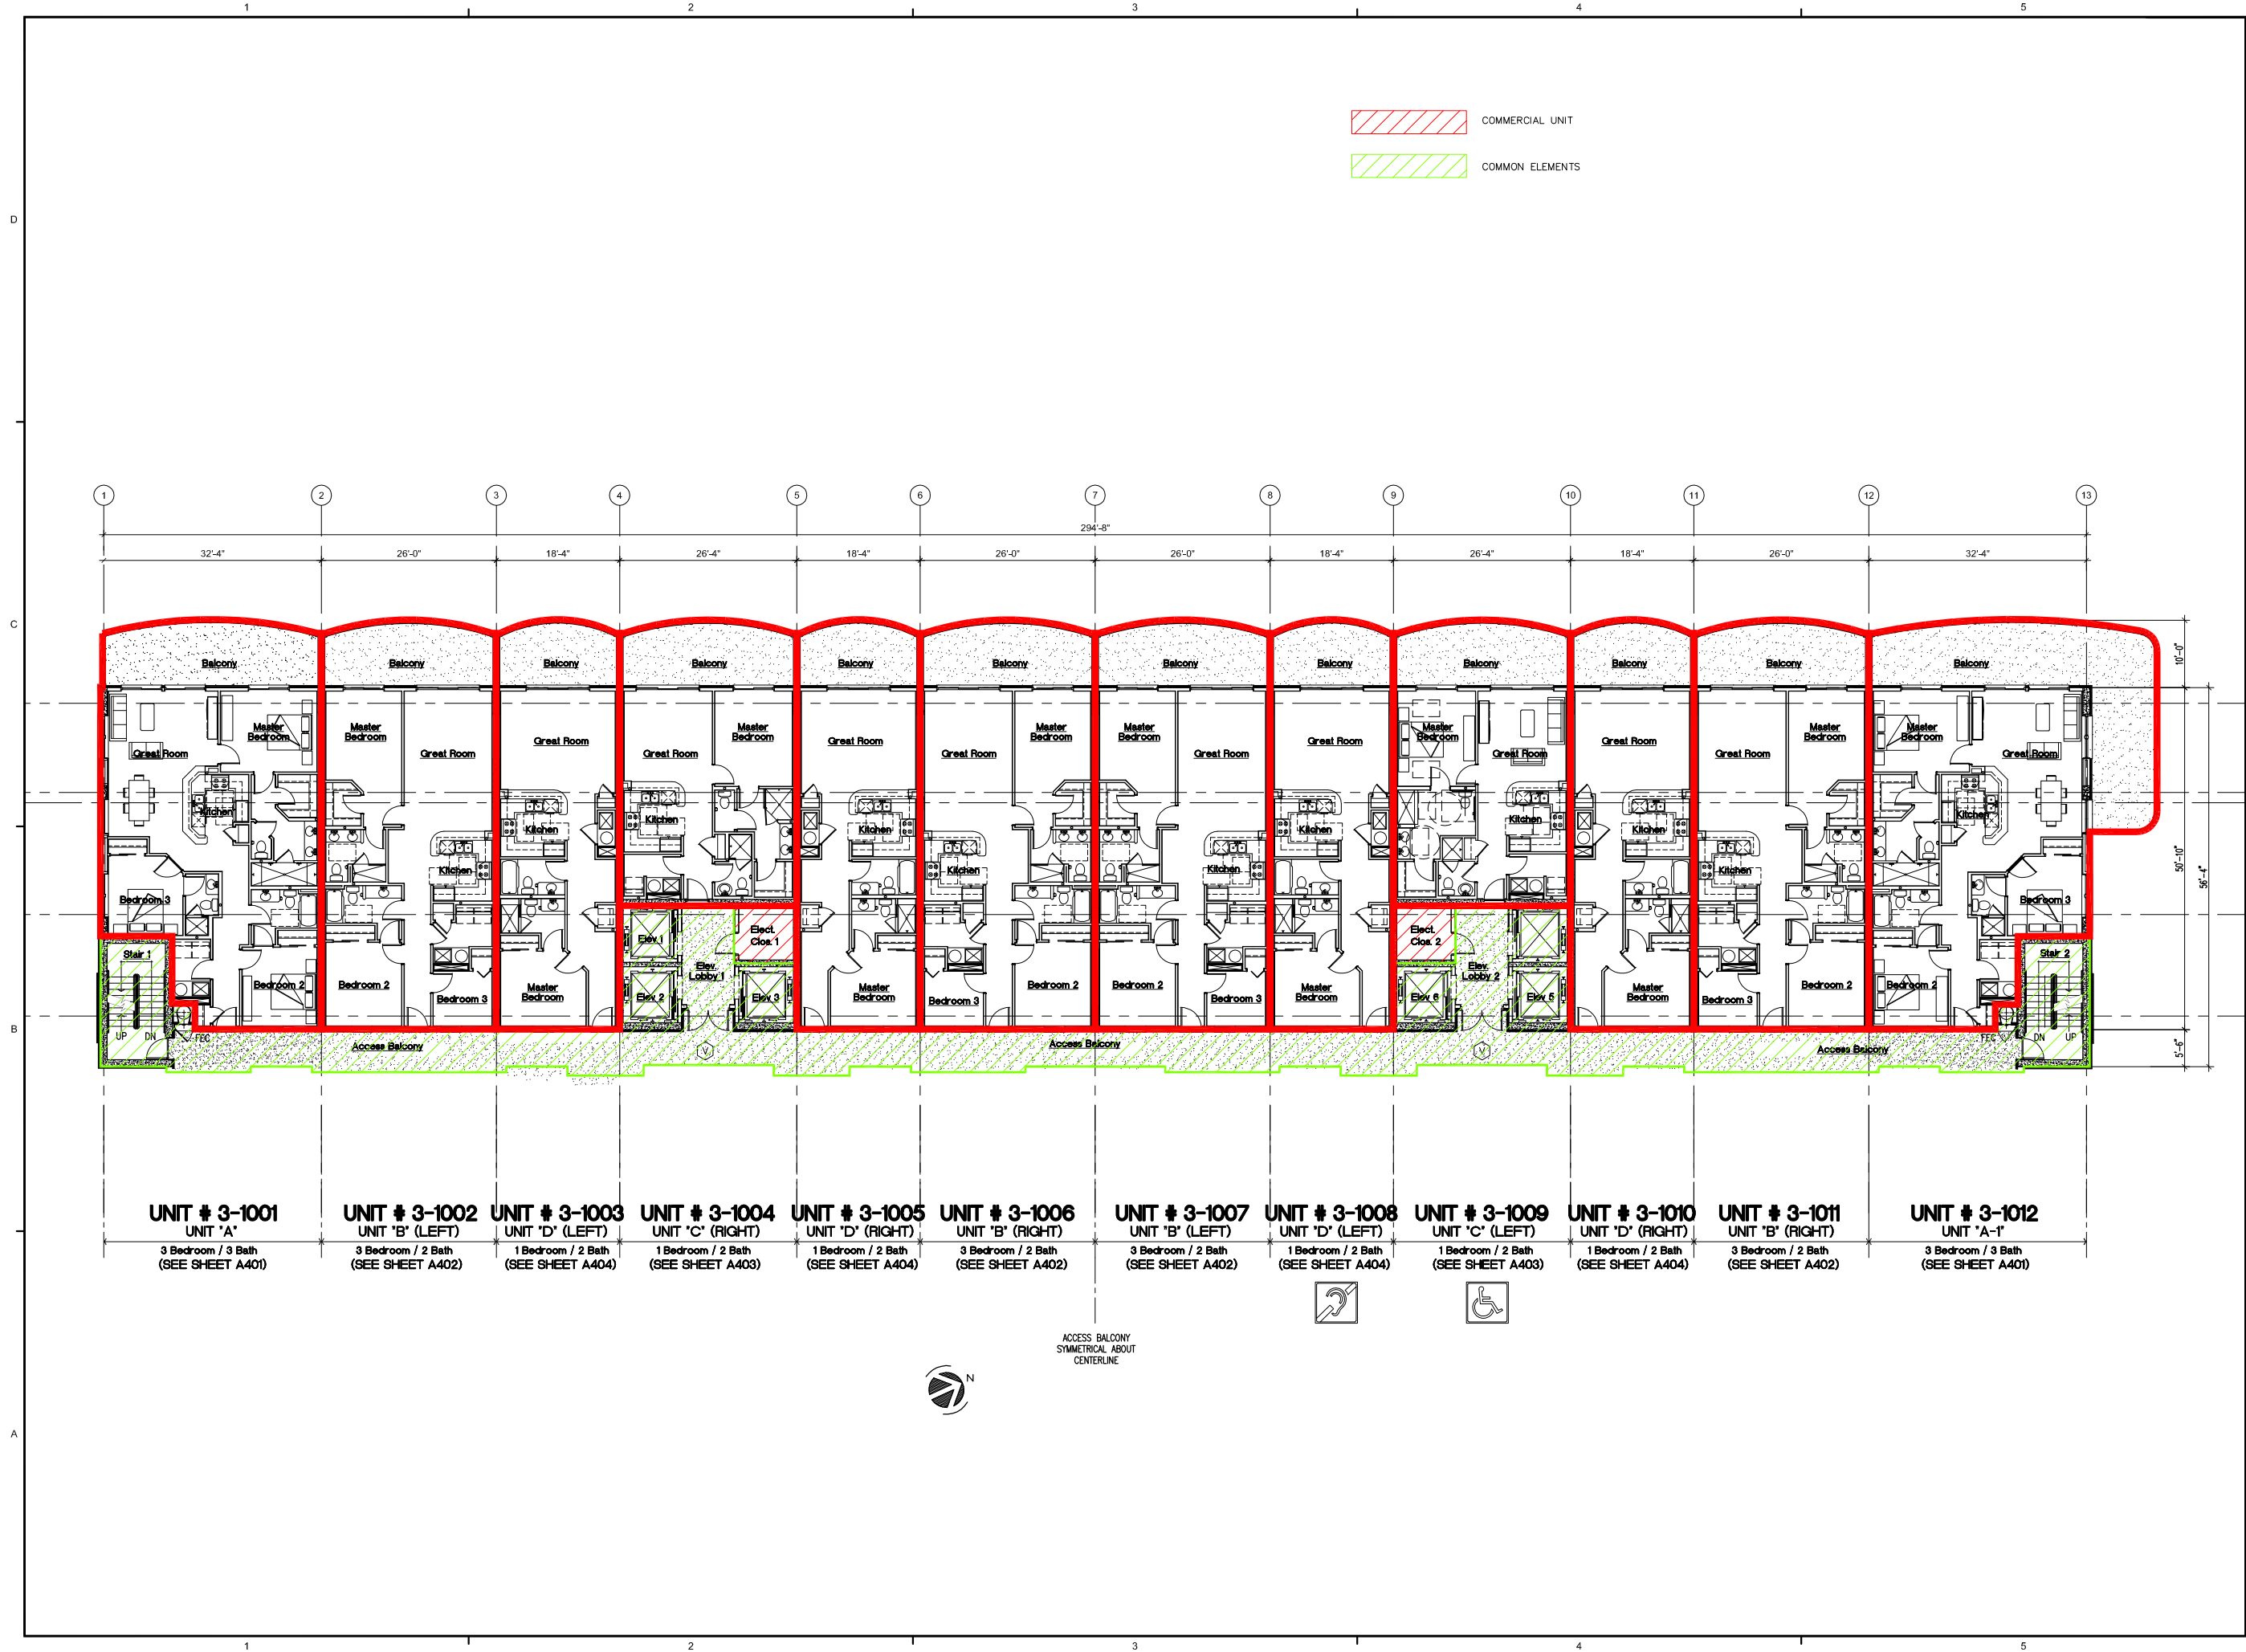 1 2 3 4 5
COMMERCIAL UNIT
COMMON ELEMENTS
D
1 2 3 4 5 6 7 8 9 10 11 12 13
294'-8"
32'-4" 26'-0" 18'-4" 26'-4" 18'-4" 26'-0" 26'-0" 18'-4" 26'-4" 18'-4" 26'-0" 32'-4"
C
Balcony Balcony Balcony Balcony Balcony Balcony Balcony Balcony Balcony Balcony Balcony Balcony
10'-0"
Great Room
Master
Bedroom
Kitchen
Bedroom 3
Bedroom 2
Stair 1
UP DN
FEC
Master
Bedroom
Great Room
Kitchen
Bedroom 2
Bedroom 3
Great Room
Kitchen
Master
Bedroom
Great Room
Master
Bedroom
Kitchen
Elev 1
Elev 2
Elev.
Lobby 1
Elect.
Clos. 1
Elev 3
Great Room
Kitchen
Master
Bedroom
Great Room
Master
Bedroom
Kitchen
Bedroom 3
Bedroom 2
Master
Bedroom
Great Room
Kitchen
Bedroom 2
Bedroom 3
Great Room
Kitchen
Master
Bedroom
Master
Bedroom
Great Room
Kitchen
Elect.
Clos. 2
Elev 6
Elev.
Lobby 2
Elev 5
Great Room
Kitchen
Master
Bedroom
Great Room
Master
Bedroom
Kitchen
Bedroom 3
Bedroom 2
Master
Bedroom
Great Room
Kitchen
Bedroom 3
Bedroom 2
Stair 2
FEC
DN UP
50'-10"
56'-4"
5'-6"
B
Access Balcony Access Balcony Access Balcony
V V
UNIT # 3-1001 UNIT # 3-1002 UNIT # 3-1003 UNIT # 3-1004 UNIT # 3-1005 UNIT # 3-1006 UNIT # 3-1007 UNIT # 3-1008 UNIT # 3-1009 UNIT # 3-1010 UNIT # 3-1011 UNIT # 3-1012
UNIT "A" UNIT "B" (LEFT) UNIT "D" (LEFT) UNIT "C" (RIGHT) UNIT "D" (RIGHT) UNIT "B" (RIGHT) UNIT "B" (LEFT) UNIT "D" (LEFT) UNIT "C" (LEFT) UNIT "D" (RIGHT) UNIT "B" (RIGHT) UNIT "A-1"
3 Bedroom / 3 Bath 3 Bedroom / 2 Bath 1 Bedroom / 2 Bath 1 Bedroom / 2 Bath 1 Bedroom / 2 Bath 3 Bedroom / 2 Bath 3 Bedroom / 2 Bath 1 Bedroom / 2 Bath 1 Bedroom / 2 Bath 1 Bedroom / 2 Bath 3 Bedroom / 2 Bath 3 Bedroom / 3 Bath
(SEE SHEET A401) (SEE SHEET A402) (SEE SHEET A404) (SEE SHEET A403) (SEE SHEET A404) (SEE SHEET A402) (SEE SHEET A402) (SEE SHEET A404) (SEE SHEET A403) (SEE SHEET A404) (SEE SHEET A402) (SEE SHEET A401)
ACCESS BALCONY
SYMMETRICAL ABOUT
CENTERLINE
N
A
1 2 3 4 5